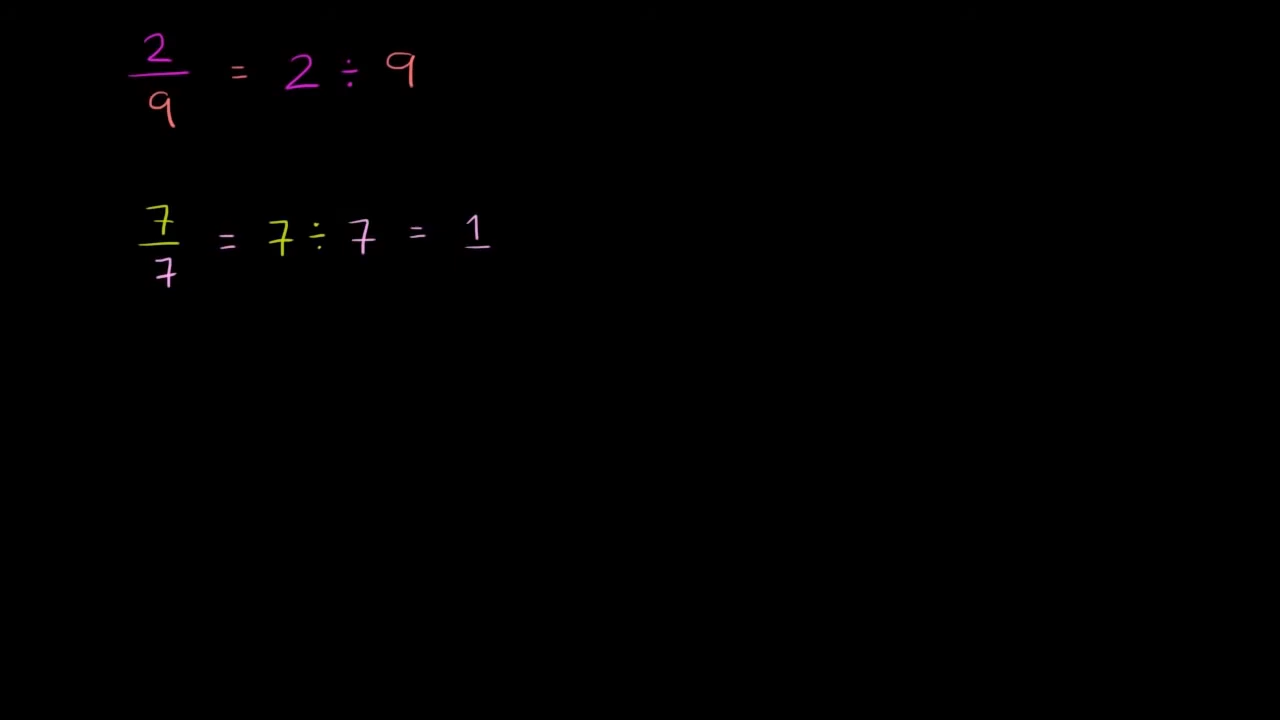 2/9 = 2 ÷ 9
7/7 = 7 ÷ 7 = 1